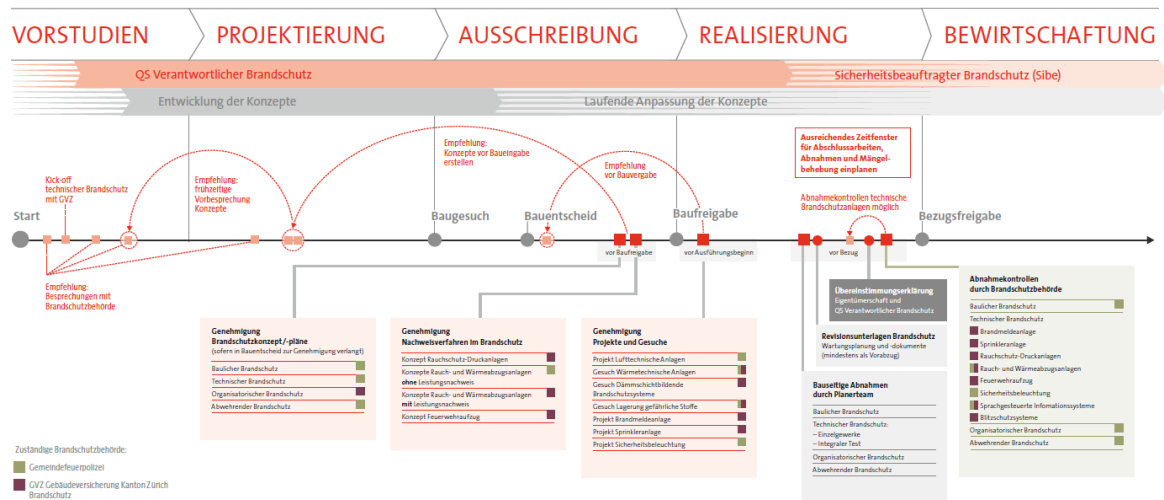 VORSTUDIEN
PROJEKTIERUNG
AUSSCHREIBUNG
REALISIERUNG
BEWIRTSCHAFTUNG
QS Verantwortlicher Brandschutz
Sicherheitsbeauftragter Brandschutz (Sibe)
Entwicklung der Konzepte
Laufende Anpassung der Konzepte
Kick-off
technischer Brandschutz
mit GVZ
Empfehlung:
frühzeitige
Vorbesprechung
Konzepte
Empfehlung:
Konzepte vor Baueingabe
erstellen
Empfehlung
vor Bauvergabe
Ausreichendes Zeitfenster
für Abschlussarbeiten,
Abnahmen und Mängel-
behebung einplanen
Abnahmekontrollen technische
Brandschutzanlagen möglich
Start
Baugesuch
Bauentscheid
Baufreigabe
Bezugsfreigabe
vor Baufreigabe
vor Ausführungsbeginn
vor Bezug
Empfehlung:
Besprechungen mit
Brandschutzbehörde
Genehmigung
Brandschutzkonzept/-pläne
(sofern in Bauentscheid zur Genehmigung verlangt)
Baulicher Brandschutz
Technischer Brandschutz
Organisatorischer Brandschutz
Abwehrender Brandschutz
Genehmigung
Nachweisverfahren im Brandschutz
Konzept Rauchschutz-Druckanlagen
Konzepte Rauch- und Wärmeabzugsanlagen
ohne Leistungsnachweis
Konzepte Rauch- und Wärmeabzugsanlagen
mit Leistungsnachweis
Konzept Feuerwehraufzug
Genehmigung
Projekte und Gesuche
Projekt Lufttechnische Anlagen
Gesuch Wärmetechnische Anlagen
Gesuch Dämmschichtbildende
Brandschutzsysteme
Gesuch Lagerung gefährliche Stoffe
Projekt Brandmeldeanlage
Projekt Sprinkleranlage
Projekt Sicherheitsbeleuchtung
Übereinstimmungserklärung
Eigentümerschaft und
QS Verantwortlicher Brandschutz
Revisionsunterlagen Brandschutz
Wartungsplanung und -dokumente
(mindestens als Vorabzug)
Bauseitige Abnahmen
durch Planerteam
Baulicher Brandschutz
Technischer Brandschutz:
– Einzelgewerke
– Integraler Test
Organisatorischer Brandschutz
Abwehrender Brandschutz
Abnahmekontrollen
durch Brandschutzbehörde
Baulicher Brandschutz
Technischer Brandschutz
Brandmeldeanlage
Sprinkleranlage
Rauchschutz-Druckanlagen
Rauch- und Wärmeabzugsanlagen
Feuerwehraufzug
Sicherheitsbeleuchtung
Sprachgesteuerte Infomationssysteme
Blitzschutzsysteme
Organisatorischer Brandschutz
Abwehrender Brandschutz
Zuständige Brandschutzbehörde:
Gemeindefeuerpolizei
GVZ Gebäudeversicherung Kanton Zürich
Brandschutz